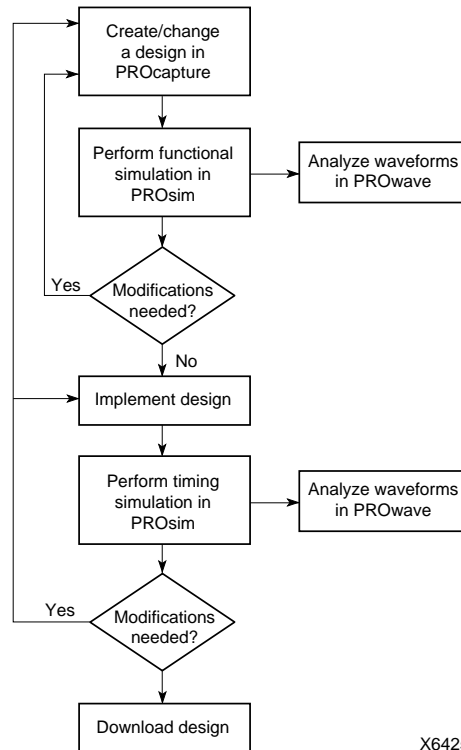 Create/change
a design in
PROcapture
Perform functional
simulation in
PROsim
Analyze waveforms
in PROwave
Yes
Modifications
needed?
No
Implement design
Perform timing
simulation in
PROsim
Analyze waveforms
in PROwave
Yes
Modifications
needed?
Download design
X642